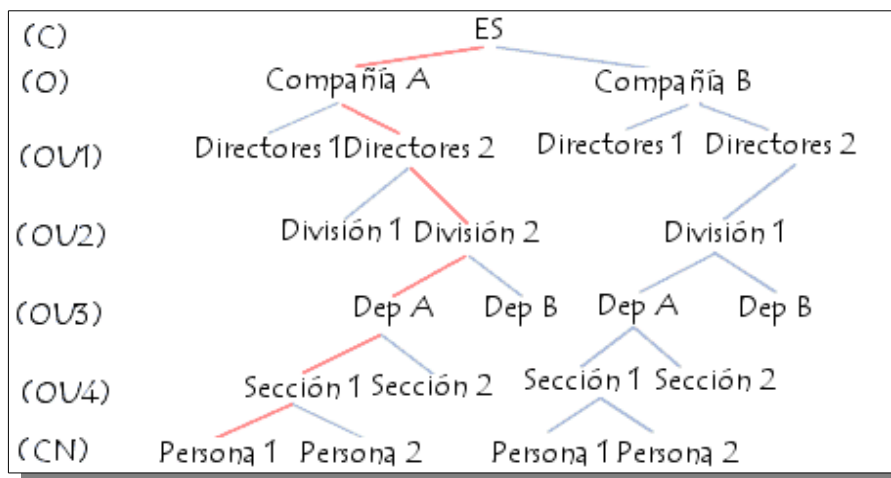 (C) ES
(O) Compañía A Compañía B
(OU1) Directores 1 Directores 2 Directores 1 Directores 2
(OU2) División 1 División 2 División 1
(OU3) Dep A Dep B Dep A Dep B
(OU4) Sección 1 Sección 2 Sección 1 Sección 2
(CN) Persona 1 Persona 2 Persona 1 Persona 2